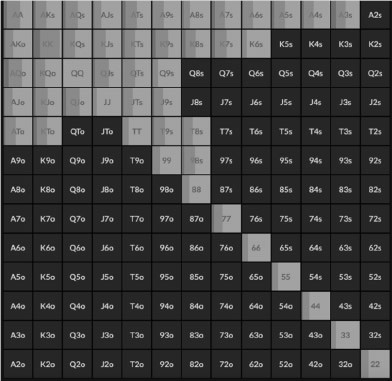 AA AKs AQs AJs ATs A9s A8s A7s A6s A5s A4s A3s A2s
AKo KK KQs KJs KTs K9s K8s K7s K6s K5s K4s K3s K2s
AQo KQo QQ QJs QTs Q9s Q8s Q7s Q6s Q5s Q4s Q3s Q2s
AJo KJo QJo JJ JTs J9s J8s J7s J6s J5s J4s J3s J2s
ATo KTo QTo JTo TT T9s T8s T7s T6s T5s T4s T3s T2s
A9o K9o Q9o J9o T9o 99 98s 97s 96s 95s 94s 93s 92s
A8o K8o Q8o J8o T8o 98o 88 87s 86s 85s 84s 83s 82s
A7o K7o Q7o J7o T7o 97o 87o 77 76s 75s 74s 73s 72s
A6o K6o Q6o J6o T6o 96o 86o 76o 66 65s 64s 63s 62s
A5o K5o Q5o J5o T5o 95o 85o 75o 65o 55 54s 53s 52s
A4o K4o Q4o J4o T4o 94o 84o 74o 64o 54o 44 43s 42s
A3o K3o Q3o J3o T3o 93o 83o 73o 63o 53o 43o 33 32s
A2o K2o Q2o J2o T2o 92o 82o 72o 62o 52o 42o 32o 22